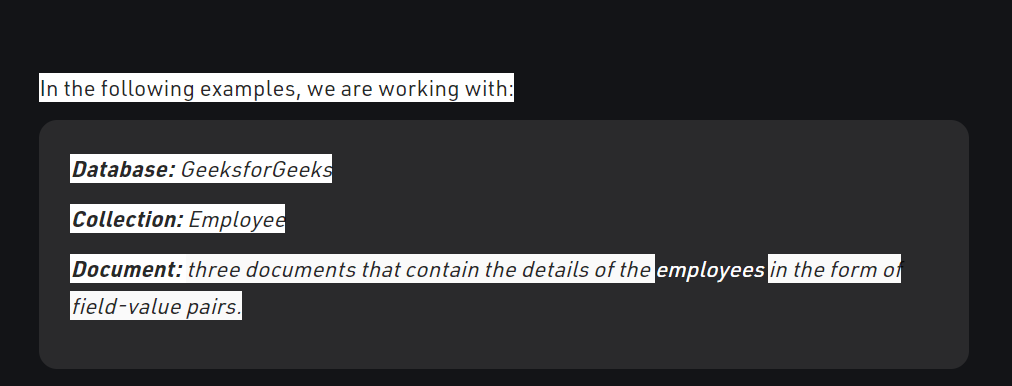 In the following examples, we are working with:
Database: GeeksforGeeks
Collection: Employee
Document: three documents that contain the details of the employees in the form of
field-value pairs.